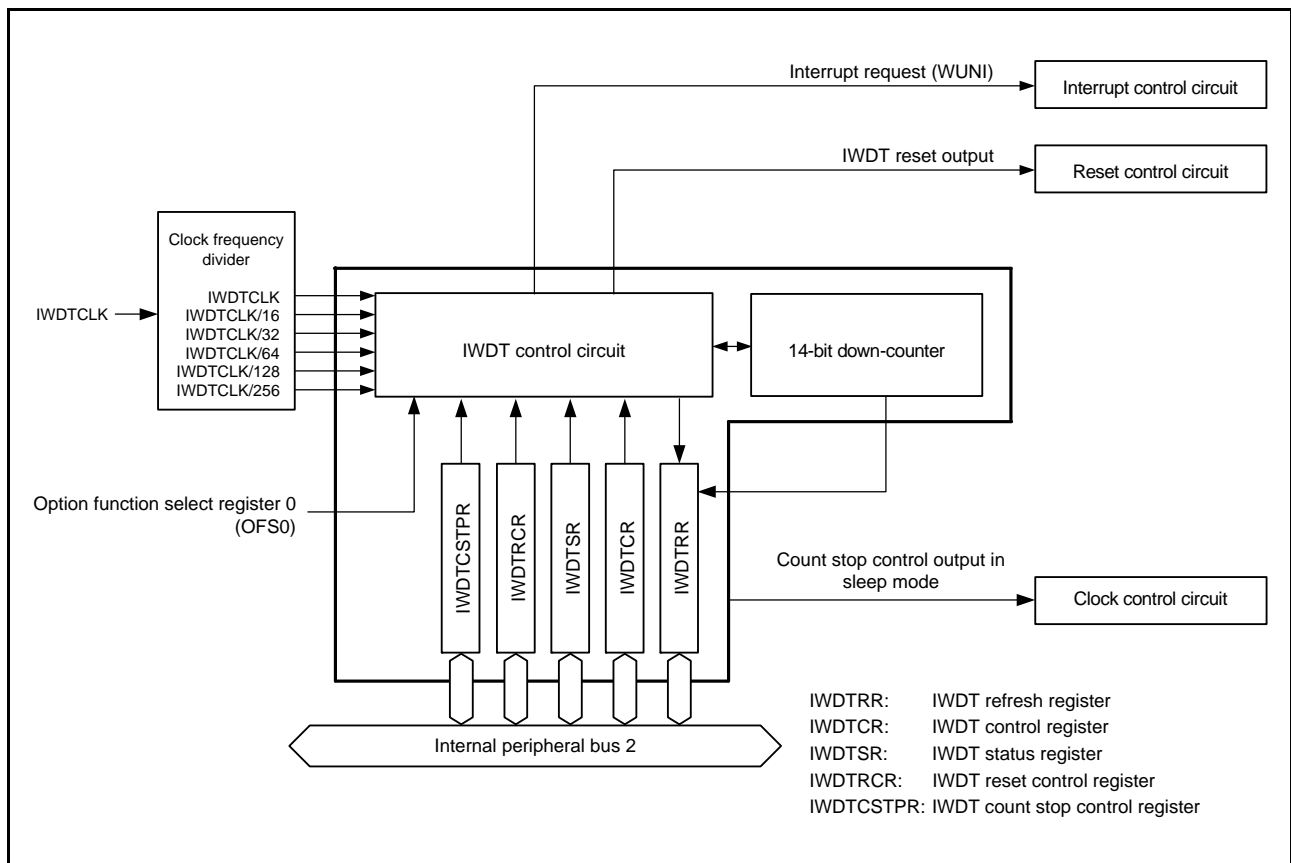 Interrupt request (WUNI)
Interrupt control circuit
IWDT reset output
Reset control circuit
Clock frequency
divider
IWDTCLK
IWDTCLK
IWDTCLK/16
IWDTCLK/32
IWDTCLK/64
IWDTCLK/128
IWDTCLK/256
IWDT control circuit
14-bit down-counter
Option function select register 0
(OFS0)
IWDTCSTPR
IWDTRCR
IWDTSR
IWDTCR
IWDTRR
Count stop control output in
sleep mode
Clock control circuit
Internal peripheral bus 2
IWDTRR: IWDT refresh register
IWDTCR: IWDT control register
IWDTSR: IWDT status register
IWDTRCR: IWDT reset control register
IWDTCSTPR: IWDT count stop control register